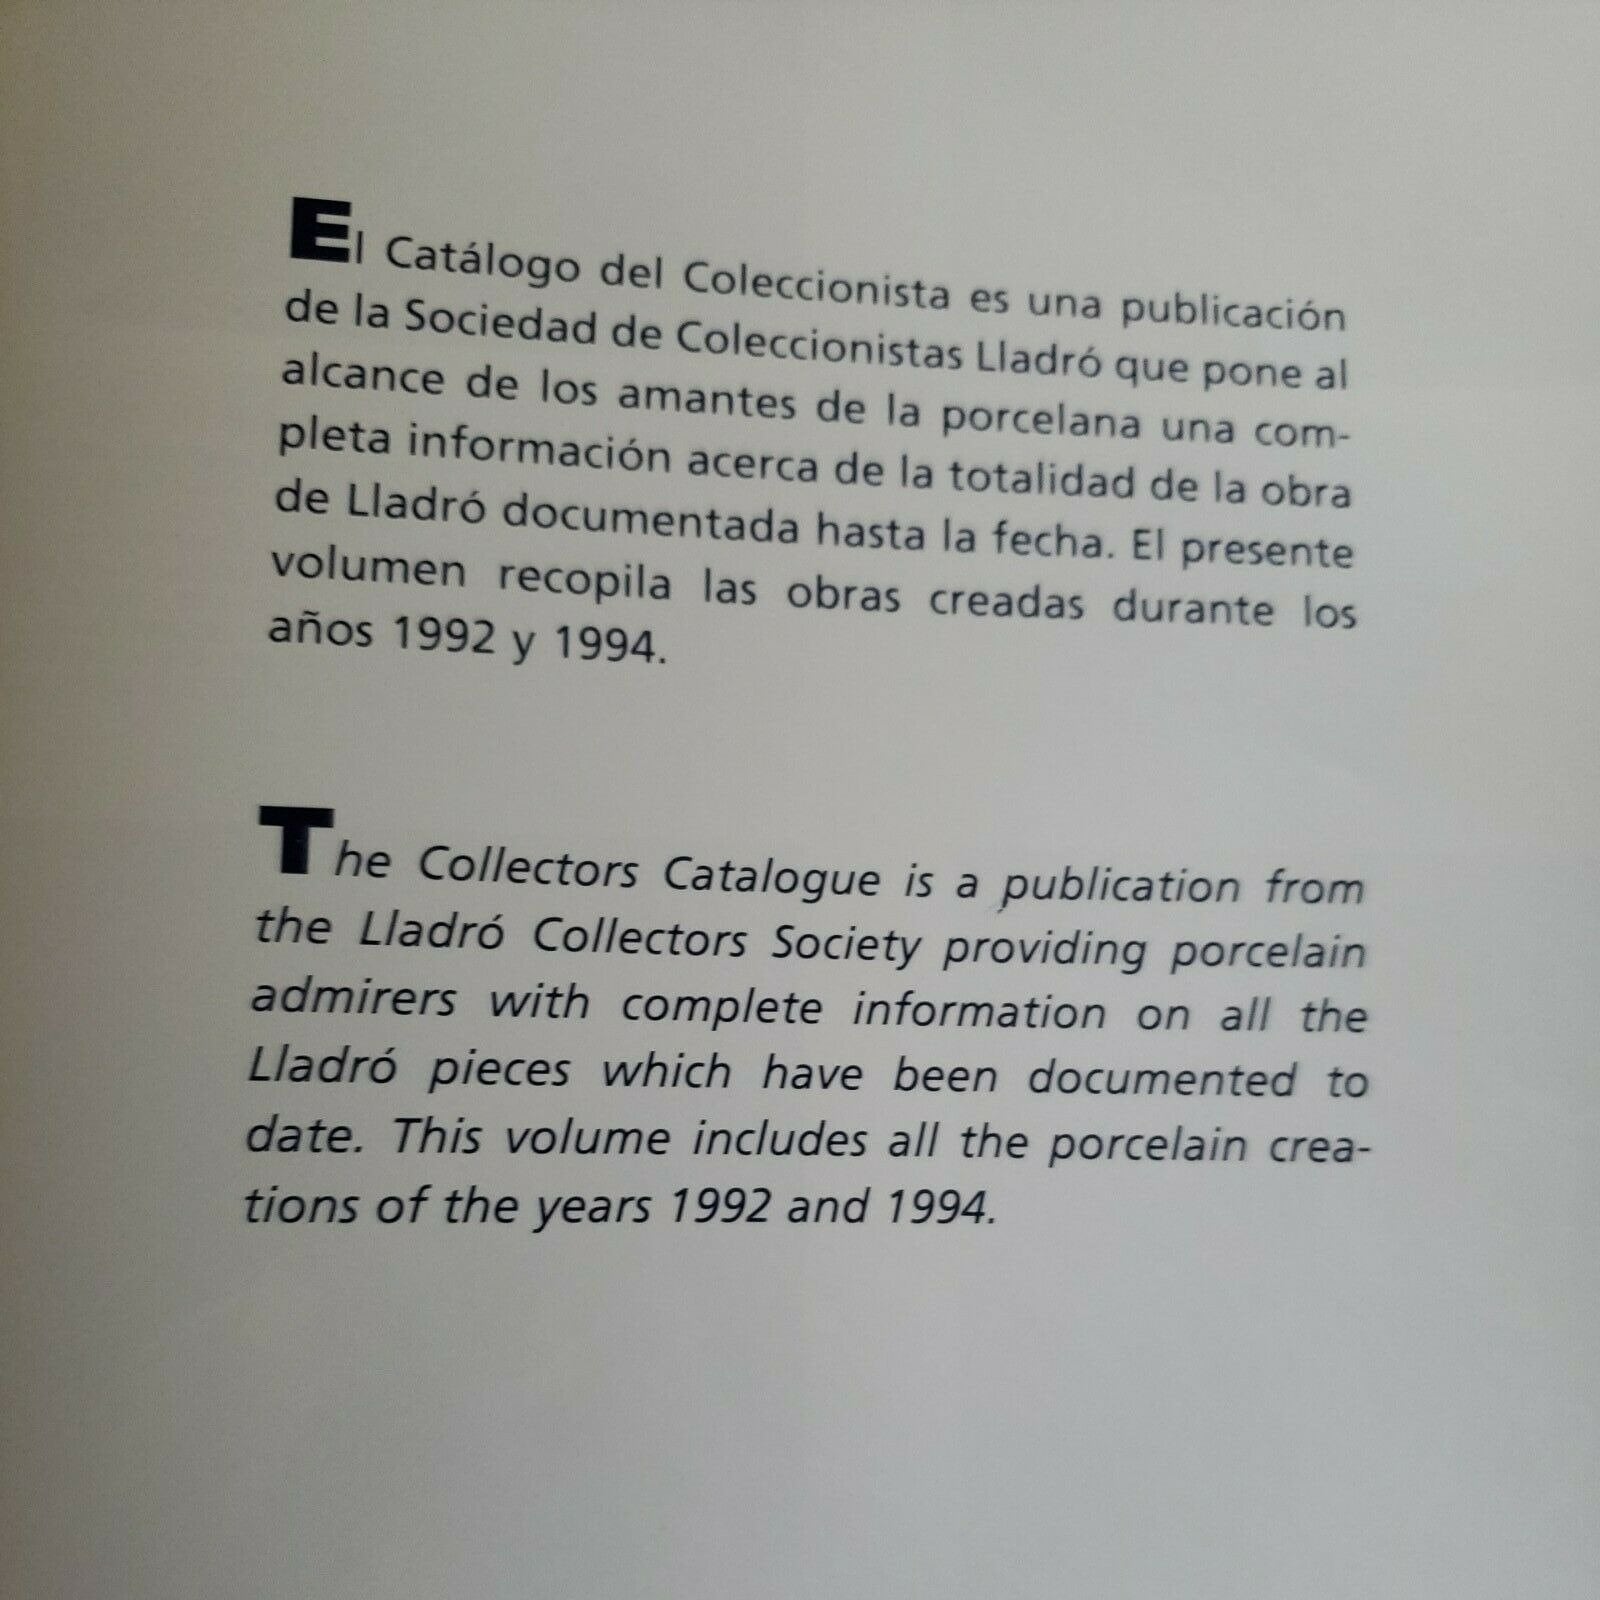 El Catálogo del Coleccionista es una publicación
de la Sociedad de Coleccionistas Lladró que pone al
alcance de los amantes de la porcelana una com-
pleta información acerca de la totalidad de la obra
de Lladró documentada hasta la fecha. El presente
volumen recopila las obras creadas durante los
años 1992 y 1994.
The Collectors Catalogue is a publication from
the Lladró Collectors Society providing porcelain
admirers with complete information on all the
Lladró pieces which have been documented to
date. This volume includes all the porcelain crea-
tions of the years 1992 and 1994.